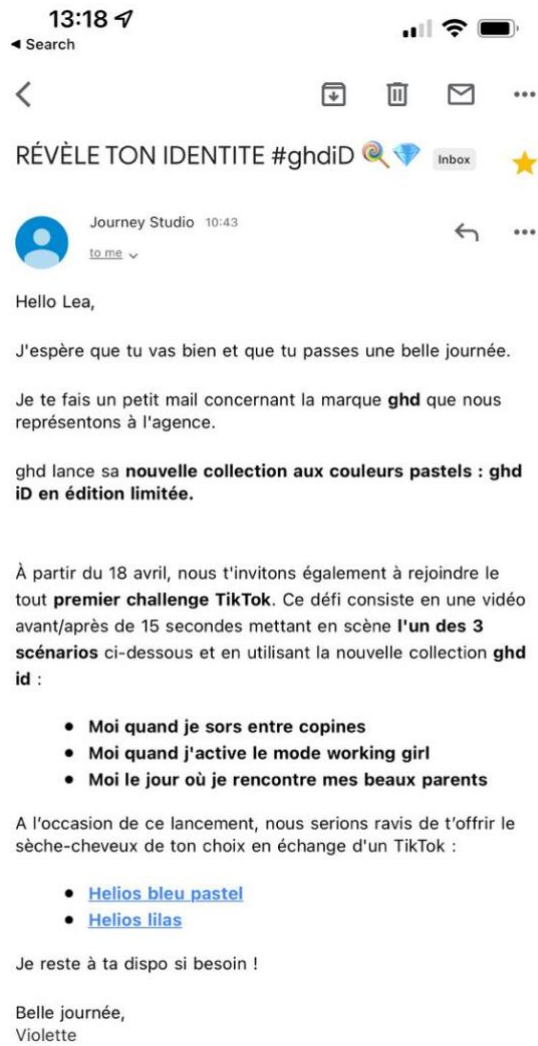 13:18
◀ Search
RÉVÈLE TON IDENTITE #ghdiD 🍭💎 Inbox
Journey Studio 10:43
to me
Hello Lea,
J'espère que tu vas bien et que tu passes une belle journée.
Je te fais un petit mail concernant la marque ghd que nous
représentons à l'agence.
ghd lance sa nouvelle collection aux couleurs pastels : ghd
iD en édition limitée.
À partir du 18 avril, nous t'invitons également à rejoindre le
tout premier challenge TikTok. Ce défi consiste en une vidéo
avant/après de 15 secondes mettant en scène l'un des 3
scénarios ci-dessous et en utilisant la nouvelle collection ghd
id :
• Moi quand je sors entre copines
• Moi quand j'active le mode working girl
• Moi le jour où je rencontre mes beaux parents
A l'occasion de ce lancement, nous serions ravis de t'offrir le
sèche-cheveux de ton choix en échange d'un TikTok :
• Helios bleu pastel
• Helios lilas
Je reste à ta dispo si besoin !
Belle journée,
Violette